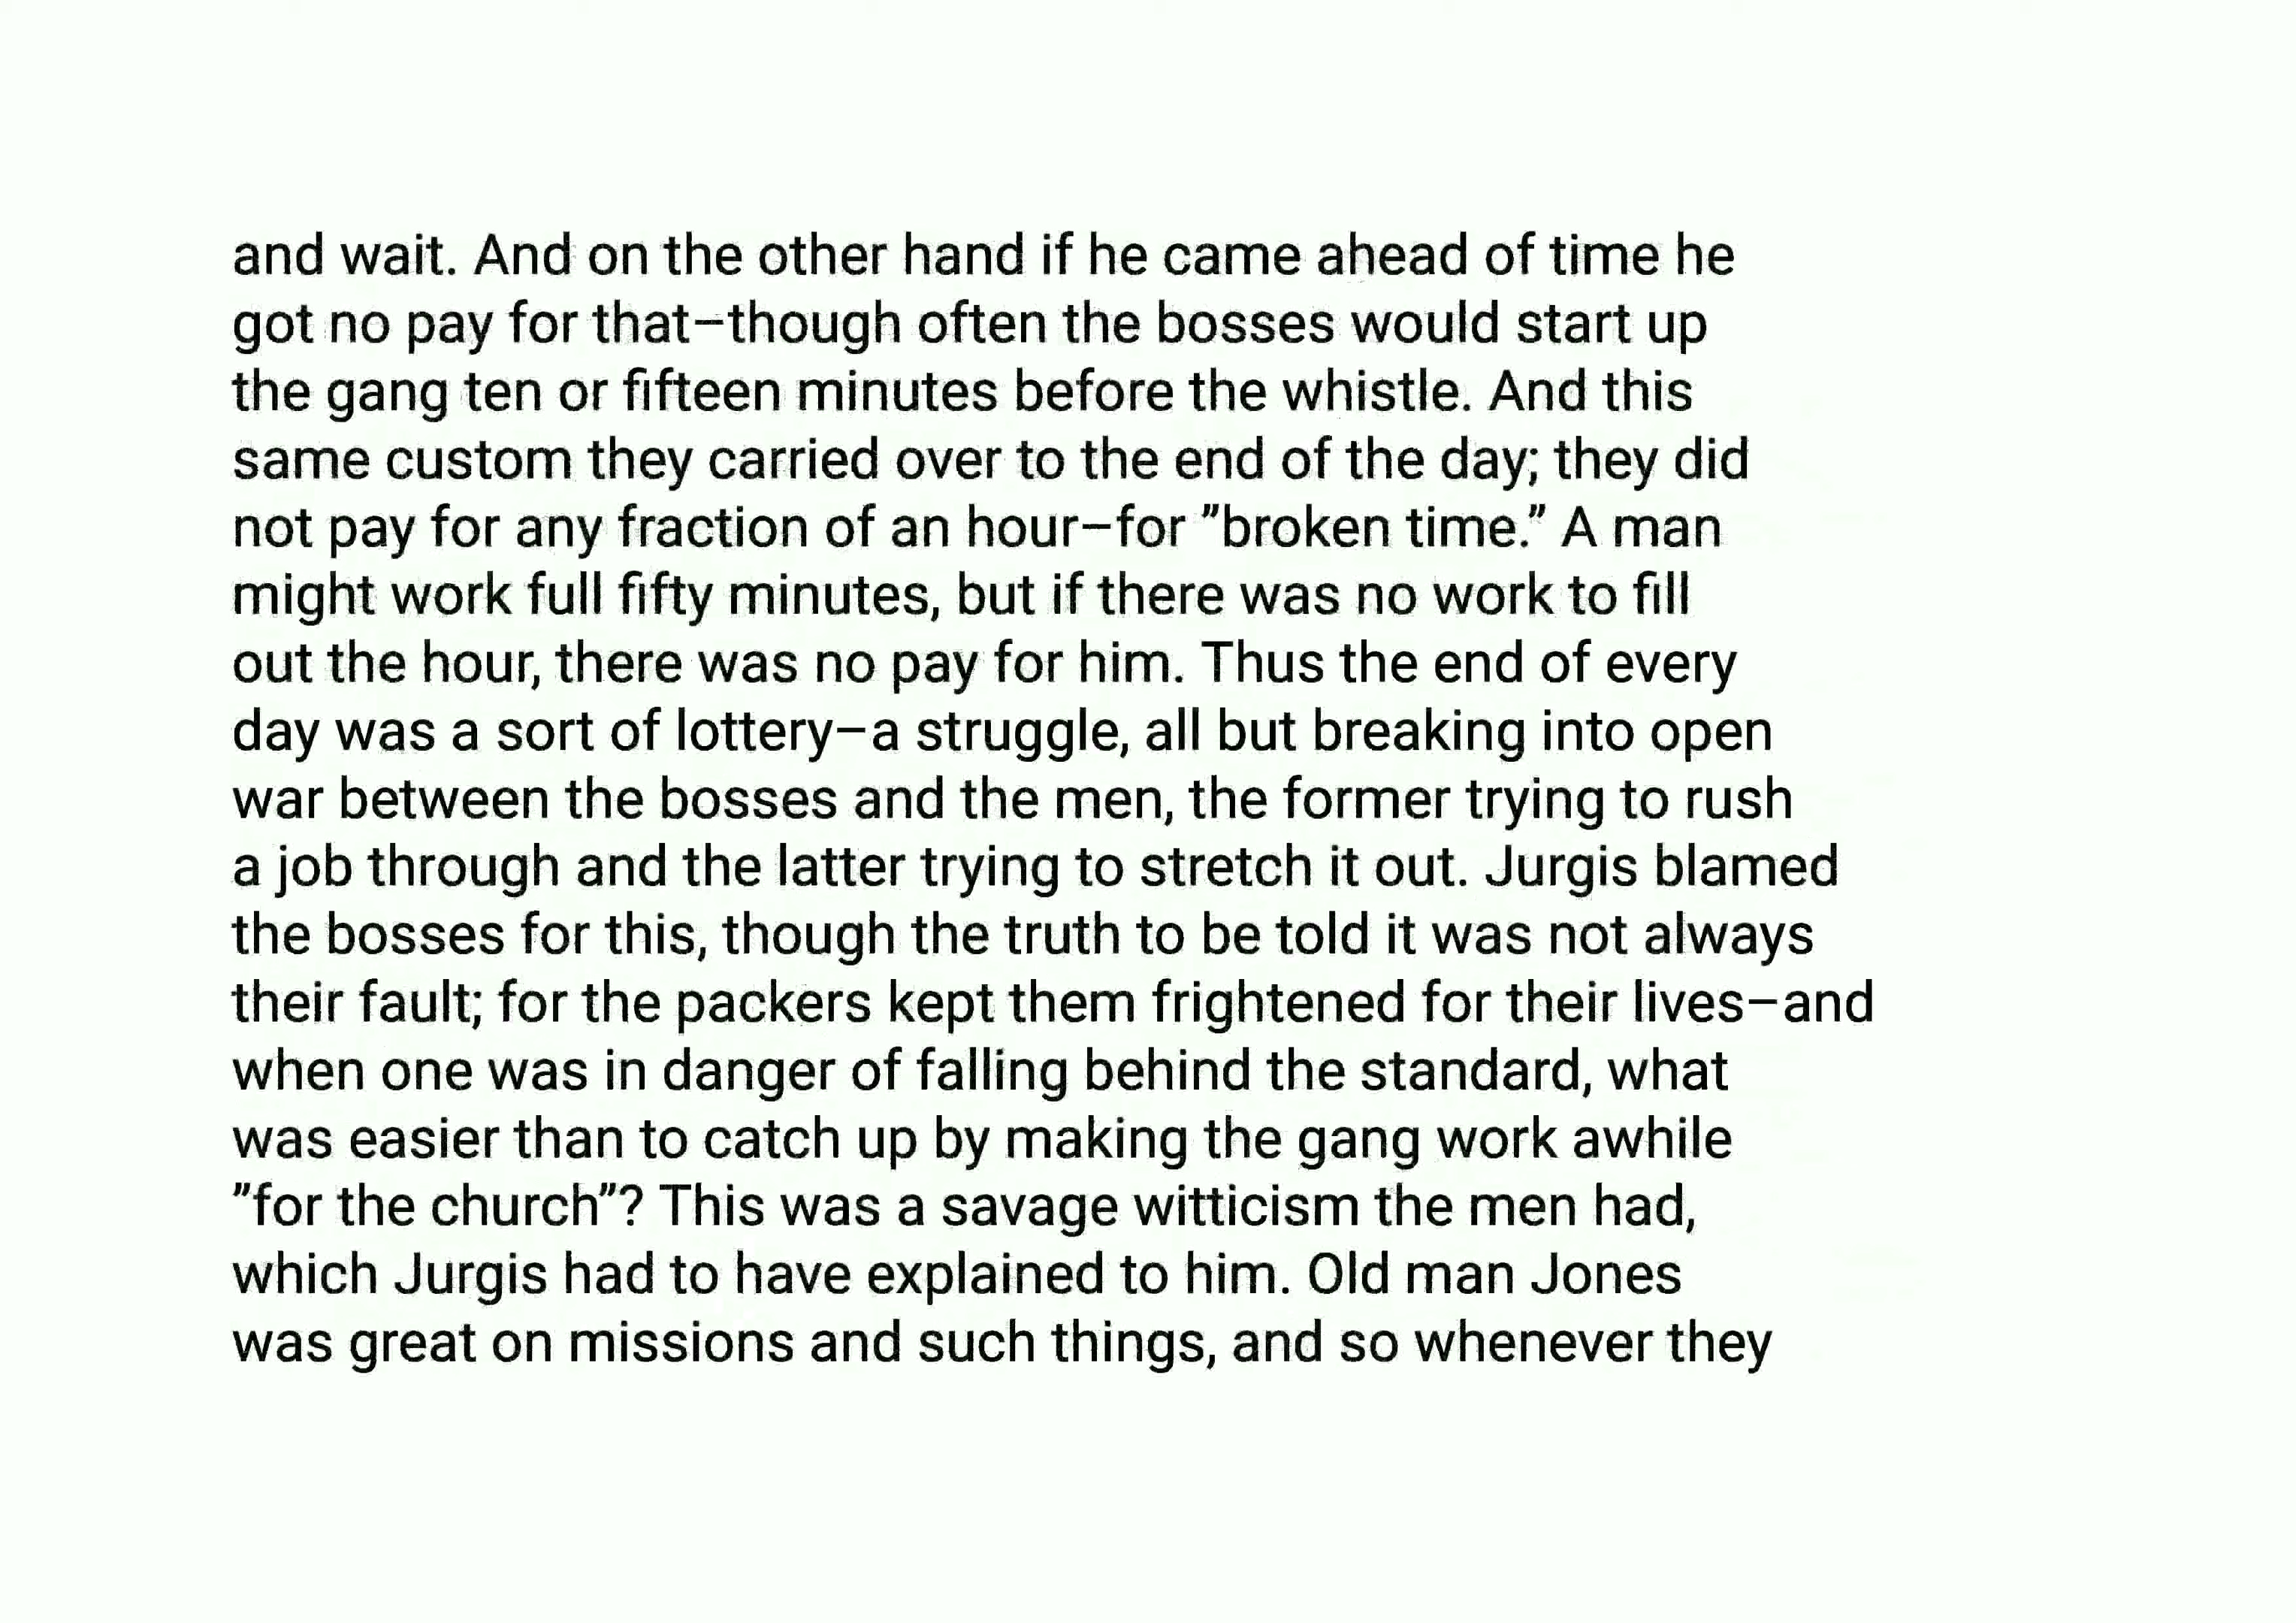 and wait. And on the other hand if he came ahead of time he
got no pay for that–though often the bosses would start up
the gang ten or fifteen minutes before the whistle. And this
same custom they carried over to the end of the day; they did
not pay for any fraction of an hour–for ”broken time.” A man
might work full fifty minutes, but if there was no work to fill
out the hour, there was no pay for him. Thus the end of every
day was a sort of lottery–a struggle, all but breaking into open
war between the bosses and the men, the former trying to rush
a job through and the latter trying to stretch it out. Jurgis blamed
the bosses for this, though the truth to be told it was not always
their fault; for the packers kept them frightened for their lives–and
when one was in danger of falling behind the standard, what
was easier than to catch up by making the gang work awhile
”for the church”? This was a savage witticism the men had,
which Jurgis had to have explained to him. Old man Jones
was great on missions and such things, and so whenever they